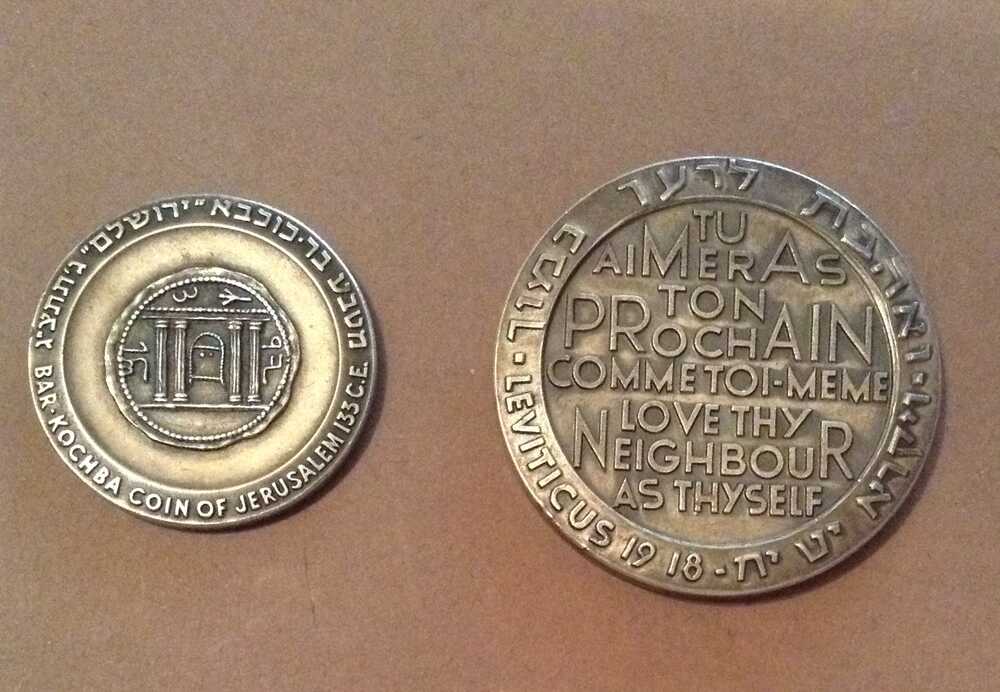 מטבע בר·כוכבא "ירושלם" ג'תתצ"ג
BAR-KOCHBA COIN OF JERUSALEM 133 C.E.
ואהבת לרעך כמוך
TU
AIMERAS
TON
PROCHAIN
COMME TOI-MEME
LOVE THY
NEIGHBOUR
AS THYSELF
LEVITICUS 19 18 - ויקרא יט יח